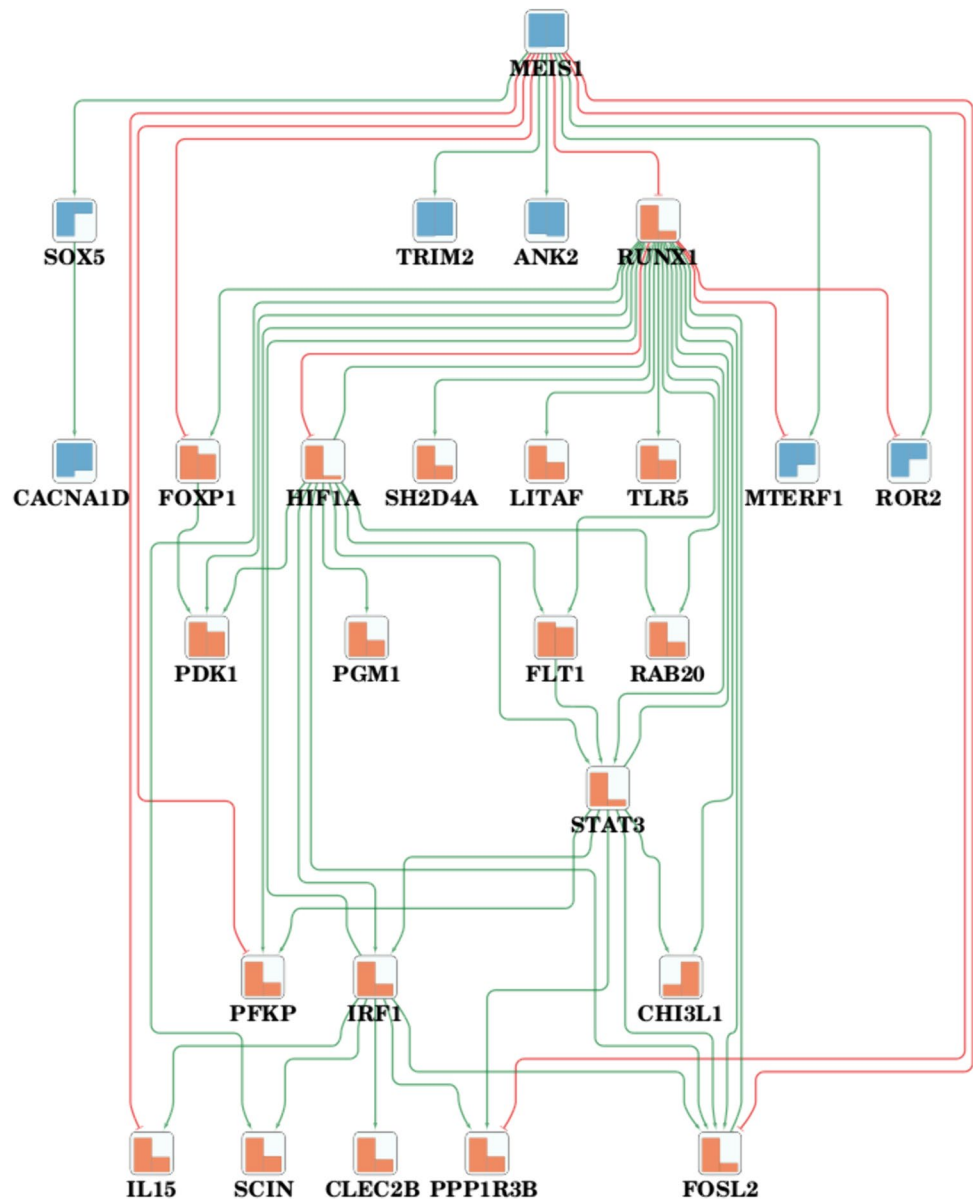 MEIS1
SOX5 TRIM2 ANK2 RUNX1
CACNA1D FOXP1 HIF1A SH2D4A LITAF TLR5 MTERF1 ROR2
PDK1 PGM1 FLT1 RAB20
STAT3
PFKP IRF1 CHI3L1
IL15 SCIN CLEC2B PPP1R3B FOSL2